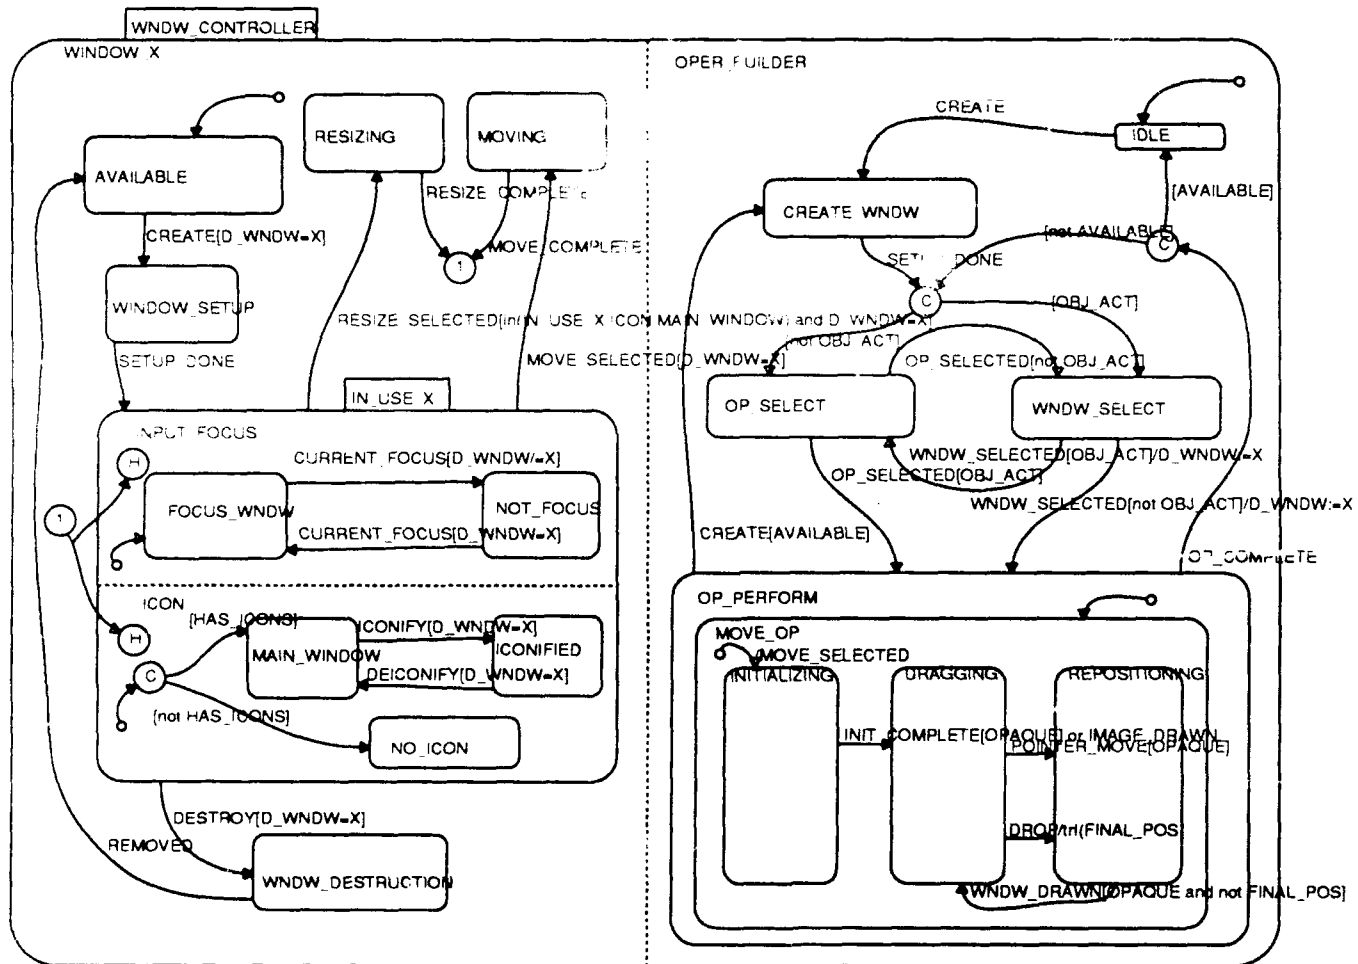 WNDW_CONTROLLER
WINDOW_X
OPER_FUILDER
CREATE
RESIZING
MOVING
IDLE
AVAILABLE
RESIZE_COMPLETE
[AVAILABLE]
CREATE_WNDW
CREATE[D_WNDW=X]
MOVE_COMPLETE
[not AVAILABLE]
1
C
DONE
WINDOW_SETUP
C
[OBJ_ACT]
RESIZE_SELECTED[in(IN_USE_X.ICON.MAIN_WINDOW) and D_WNDW=X]
[not OBJ_ACT]
SETUP_DONE
MOVE_SELECTED[D_WNDW=X]
OP_SELECTED[not OBJ_ACT]
IN_USE_X
OP_SELECT
WNDW_SELECT
INPUT_FOCUS
H
CURRENT_FOCUS[D_WNDW/=X]
WNDW_SELECTED[OBJ_ACT]/D_WNDW:=X
OP_SELECTED[OBJ_ACT]
1
FOCUS_WNDW
NOT_FOCUS
WNDW_SELECTED[not OBJ_ACT]/D_WNDW:=X
CURRENT_FOCUS[D_WNDW=X]
CREATE[AVAILABLE]
OP_COMPLETE
ICON
OP_PERFORM
[HAS_ICONS]
ICONIFY[D_WNDW=X]
H
MOVE_OP
MAIN_WINDOW
ICONIFIED
/MOVE_SELECTED
C
DEICONIFY[D_WNDW=X]
INITIALIZING
DRAGGING
REPOSITIONING
[not HAS_ICONS]
NO_ICON
INIT_COMPLETE[OPAQUE] or IMAGE_DRAWN
POINTER_MOVE[OPAQUE]
DESTROY[D_WNDW=X]
DROP/tr!(FINAL_POS)
REMOVED
WNDW_DESTRUCTION
WNDW_DRAWN[OPAQUE and not FINAL_POS]